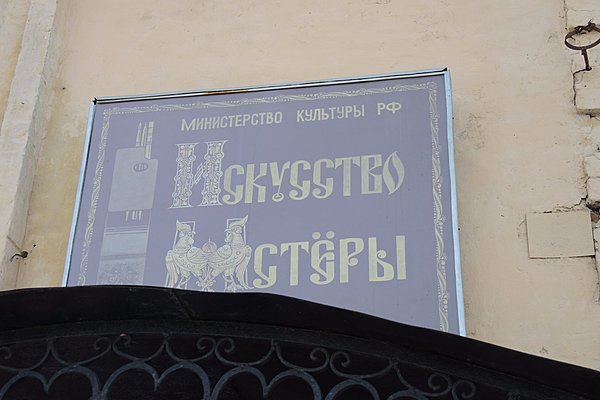 Министерство культуры РФ
Искусство
Мстёры